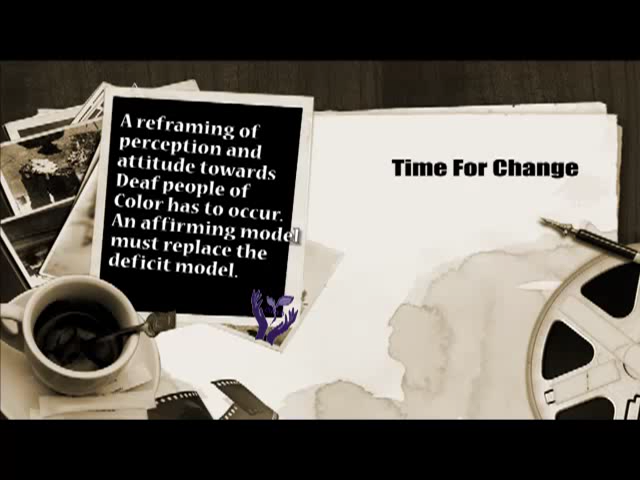 A reframing of
perception and
attitude towards
Deaf people of
Color has to occur.
An affirming model
must replace the
deficit model.
Time For Change